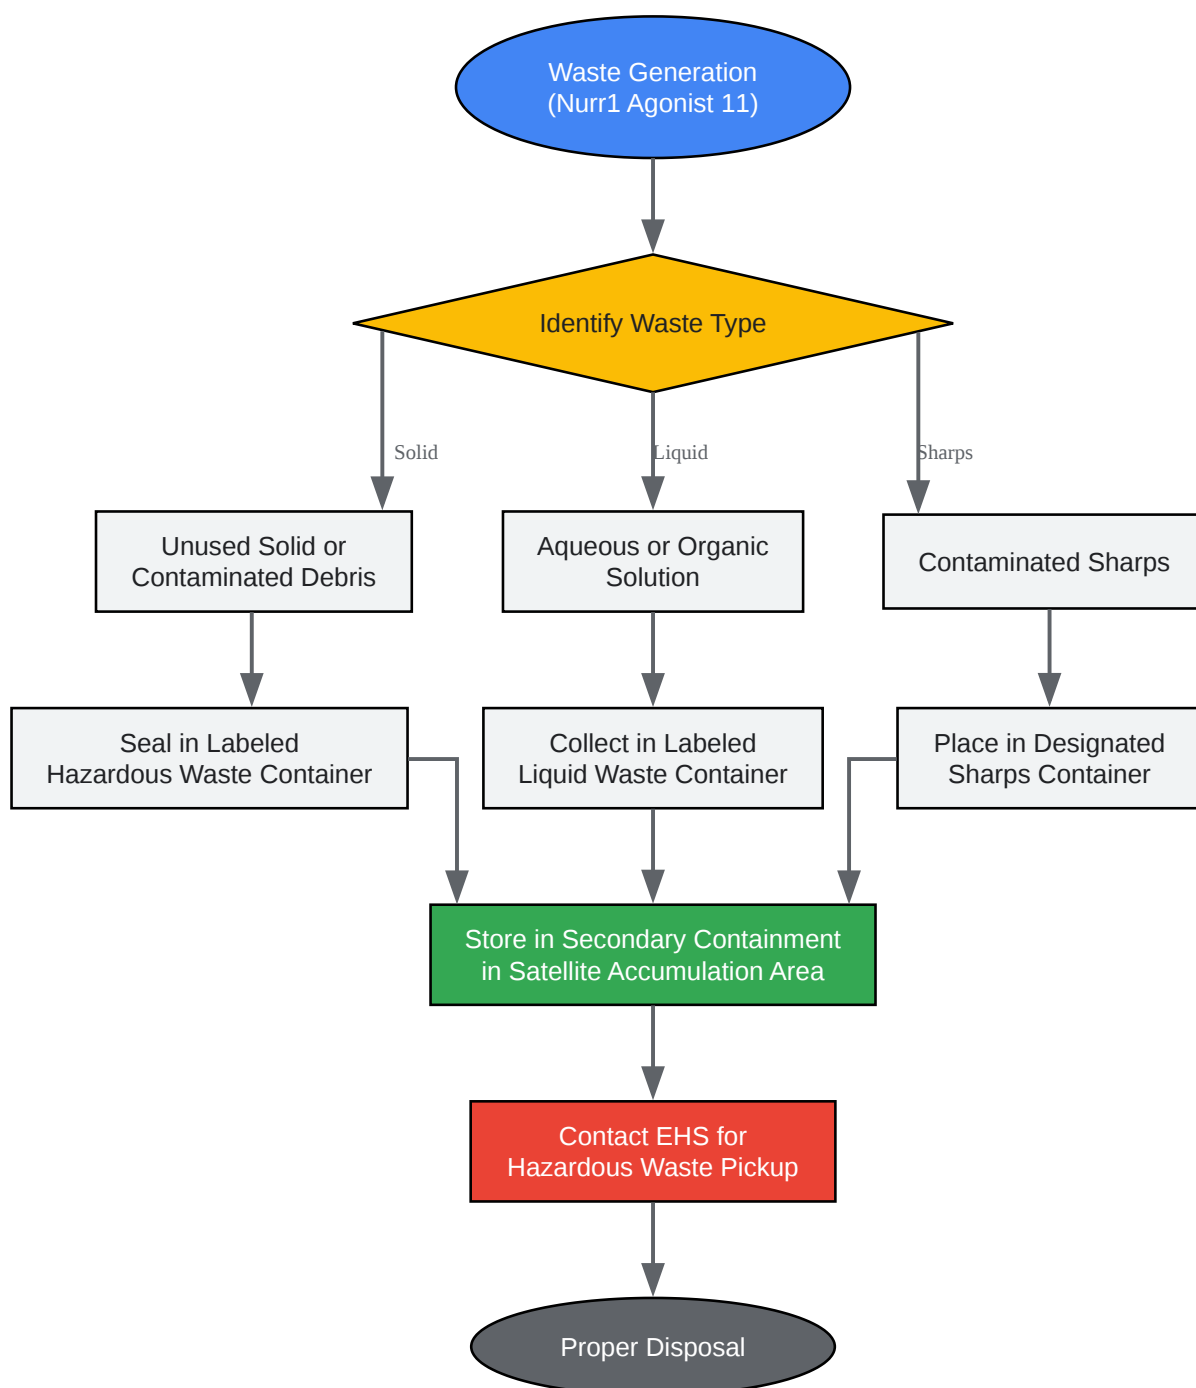 Waste Generation
(Nurr1 Agonist 11)
Identify Waste Type
Solid
Liquid
Sharps
Unused Solid or
Contaminated Debris
Aqueous or Organic
Solution
Contaminated Sharps
Seal in Labeled
Hazardous Waste Container
Collect in Labeled
Liquid Waste Container
Place in Designated
Sharps Container
Store in Secondary Containment
in Satellite Accumulation Area
Contact EHS for
Hazardous Waste Pickup
Proper Disposal